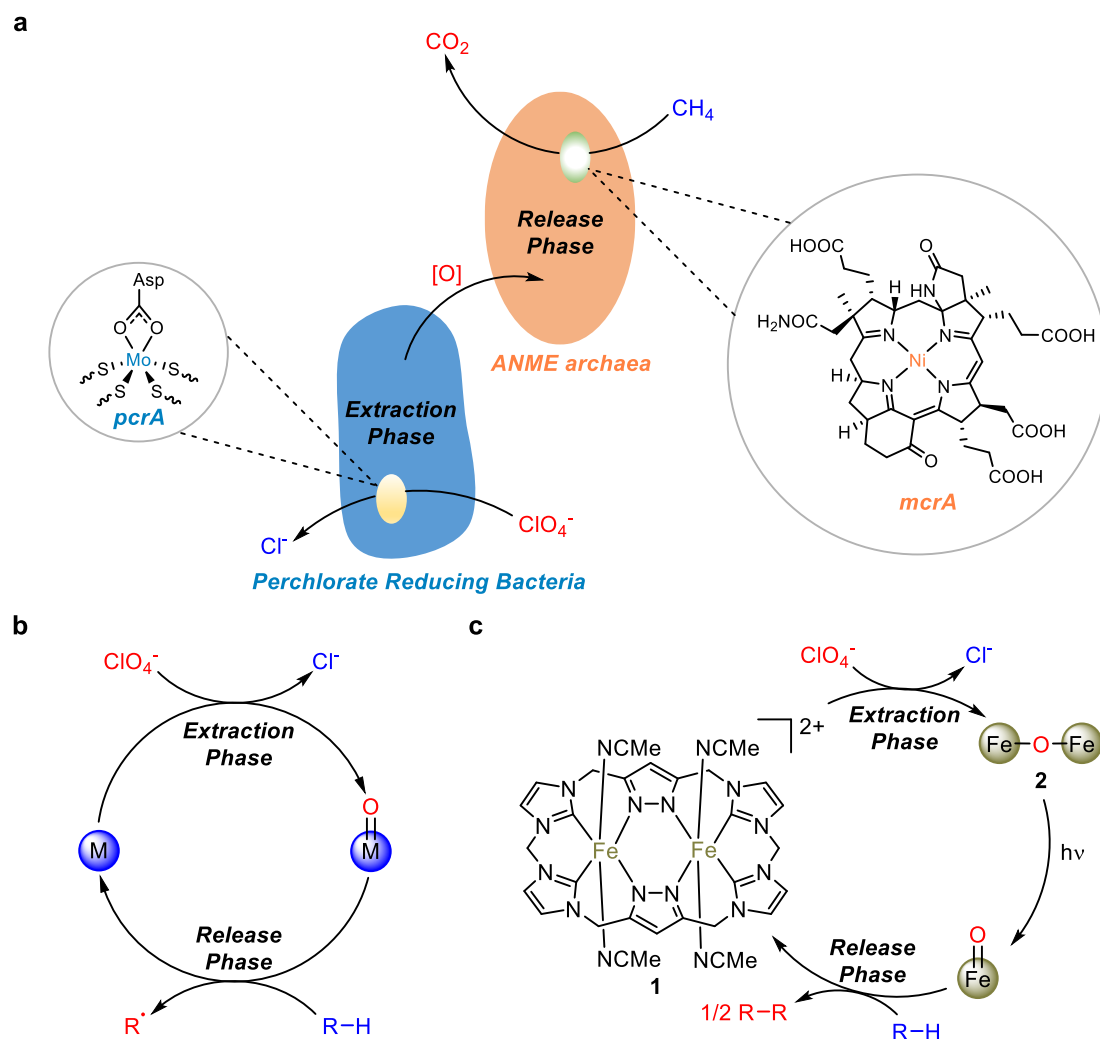 a
CO2
CH4
Release
Phase
[O]
ANME archaea
Asp
O
O
Mo
S
S
S
S
pcrA
Extraction
Phase
Cl-
ClO4-
Perchlorate Reducing Bacteria
HOOC
O
HN
H
H2NOC
N
N
COOH
Ni
H
N
N
H
O
COOH
COOH
mcrA
b
ClO4-
Cl-
Extraction
Phase
O
M
M
Release
Phase
R•
R–H
c
ClO4-
Cl-
Extraction
Phase
2+
NCMe
NCMe
N
N
N
N
N
N
Fe
Fe
N
N
N
N
N
N
NCMe
NCMe
1
Fe
O
Fe
2
hν
O
Fe
Release
Phase
1/2 R–R
R–H